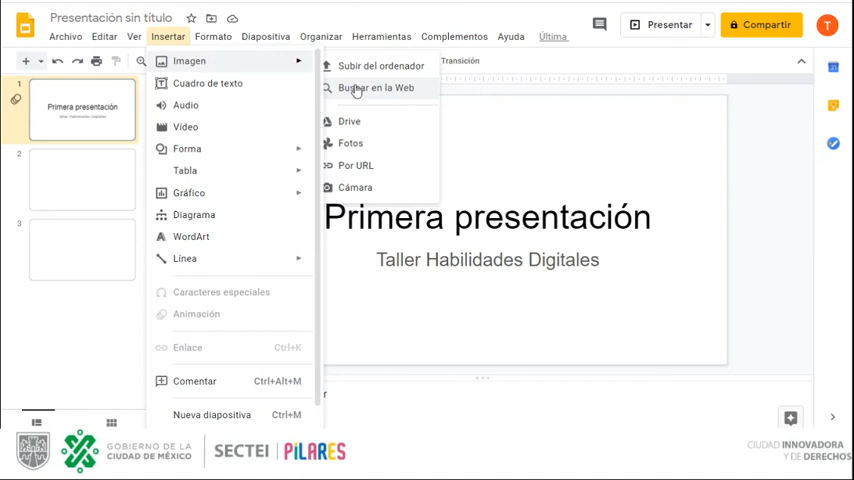 Presentación sin título
Archivo Editar Ver Insertar Formato Diapositiva Organizar Herramientas Complementos Ayuda Última
Presentar
Compartir
T
Imagen
Cuadro de texto
Audio
Vídeo
Forma
Tabla
Gráfico
Diagrama
WordArt
Línea
Caracteres especiales
Animación
Enlace Ctrl+K
Comentar Ctrl+Alt+M
Nueva diapositiva Ctrl+M
Subir del ordenador
Buscar en la Web
Drive
Fotos
Por URL
Cámara
Transición
1
Primera presentación
Taller Habilidades Digitales
2
3
Primera presentación
Taller Habilidades Digitales
GOBIERNO DE LA
CIUDAD DE MÉXICO
SECTEI
PILARES
CIUDAD INNOVADORA
Y DE DERECHOS